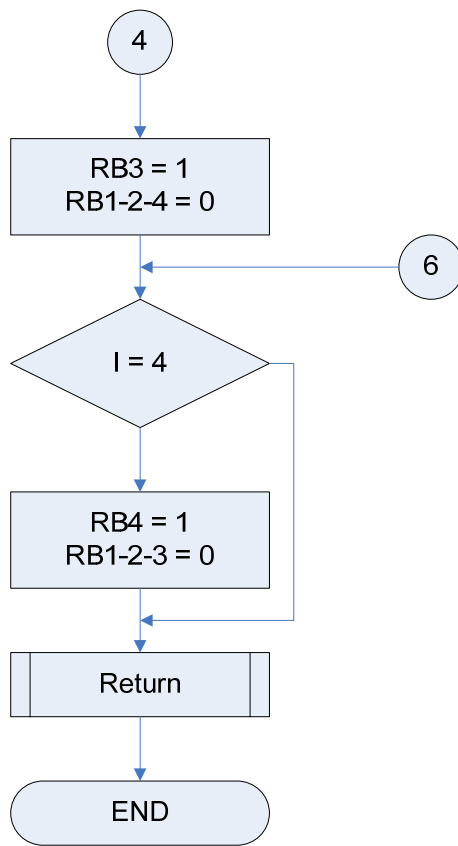 4
RB3 = 1
RB1-2-4 = 0
6
I = 4
RB4 = 1
RB1-2-3 = 0
Return
END